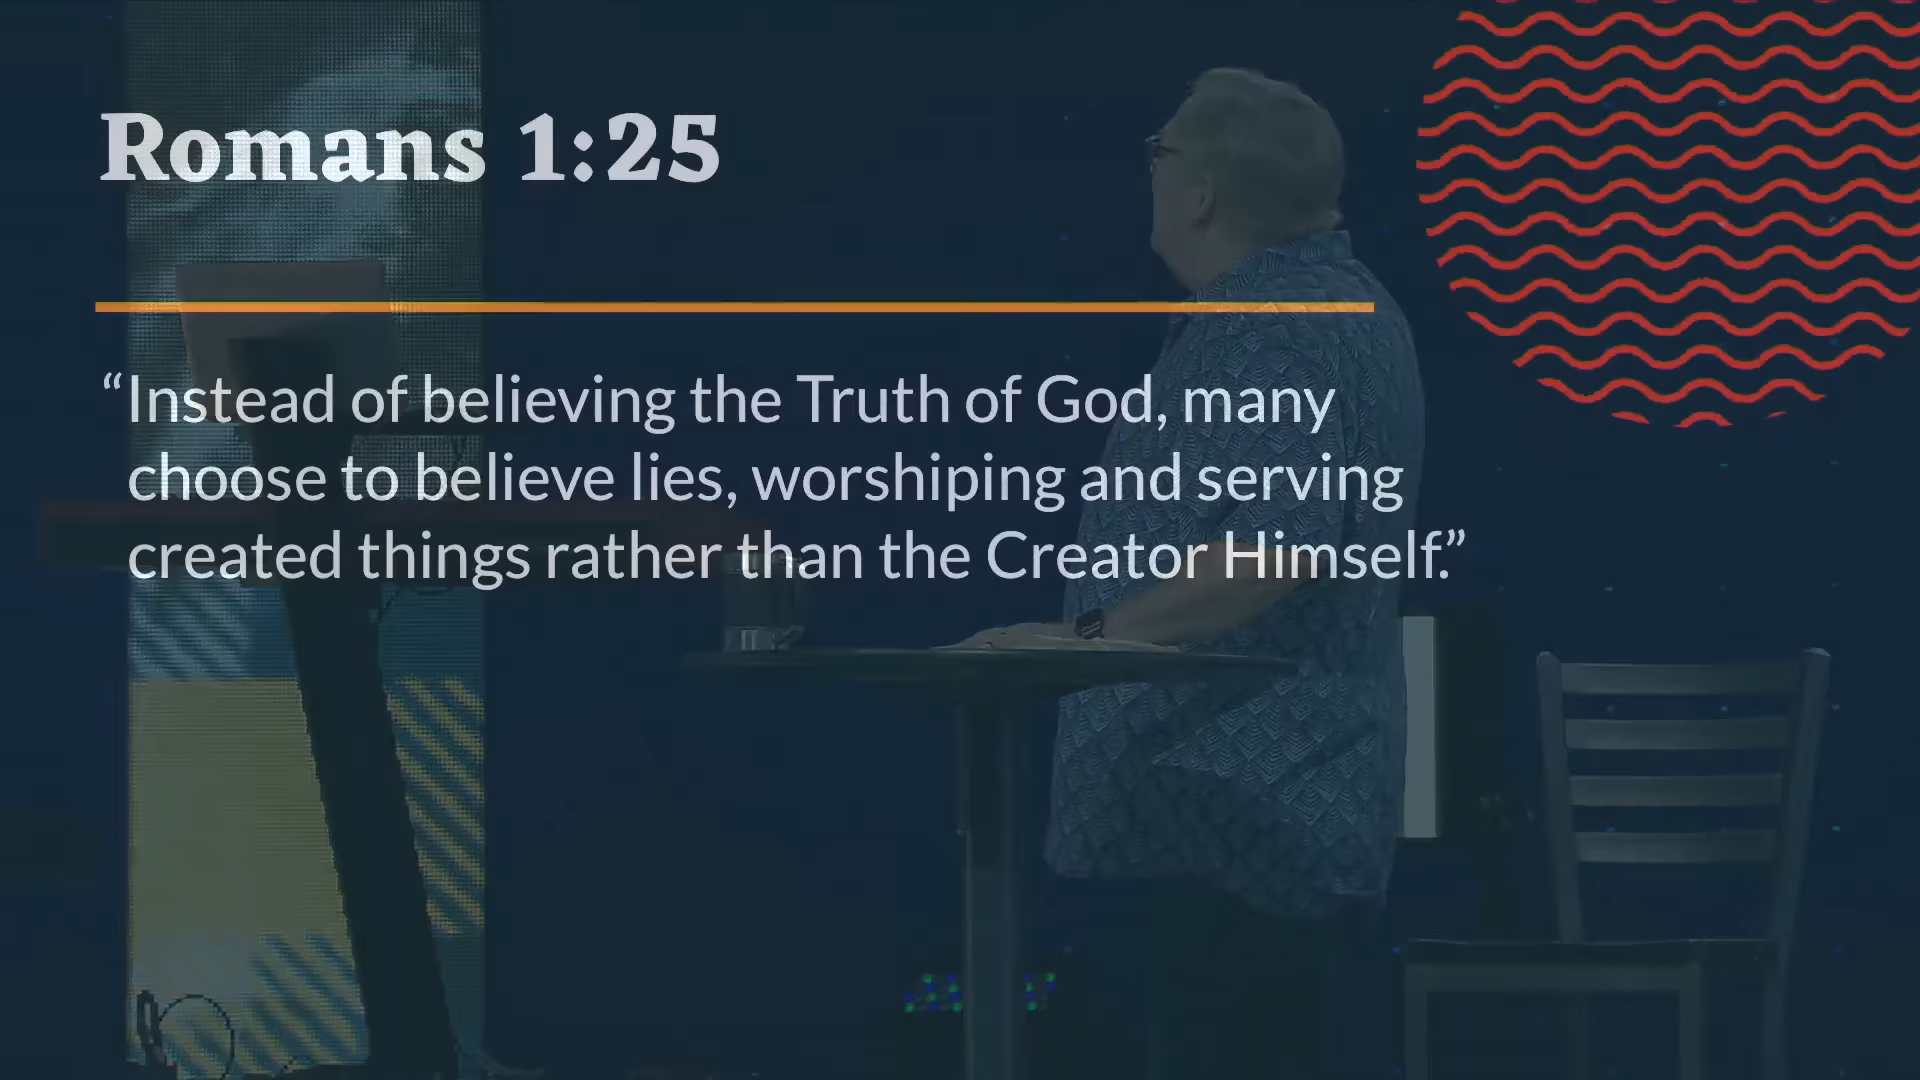 Romans 1:25
“Instead of believing the Truth of God, many
choose to believe lies, worshiping and serving
created things rather than the Creator Himself.”